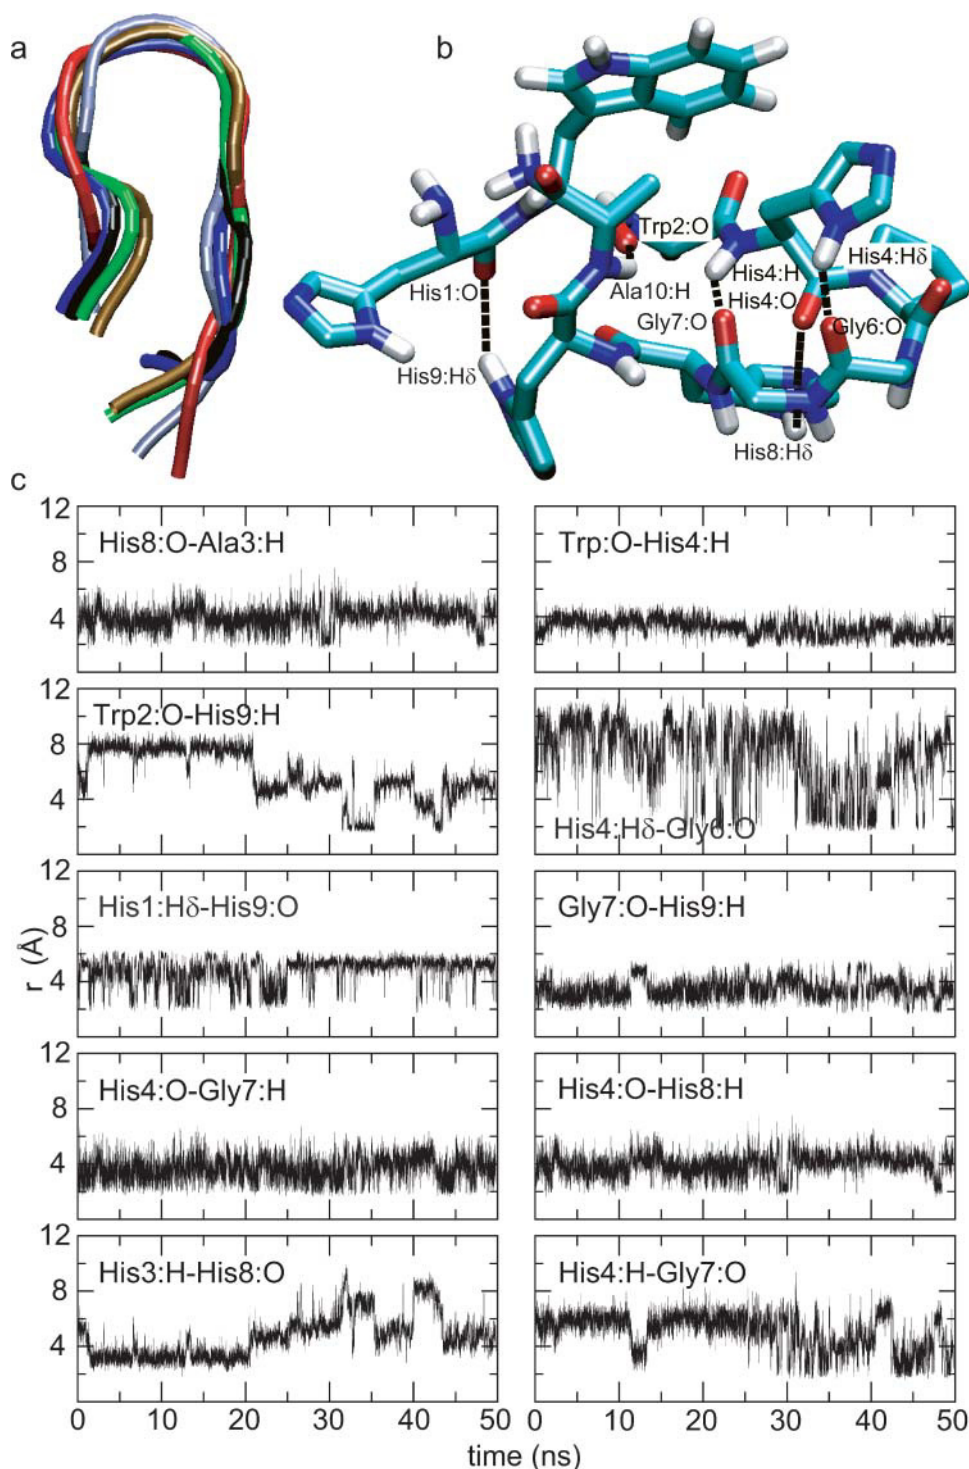 a
b
Trp2:O
His1:O
Ala10:H
His4:H
His4:Hδ
His4:O
Gly7:O
Gly6:O
His9:Hδ
His8:Hδ
c
12
8
4
His8:O-Ala3:H
Trp:O-His4:H
12
8
4
Trp2:O-His9:H
His4:Hδ-Gly6:O
12
8
4
r (Å)
His1:Hδ-His9:O
Gly7:O-His9:H
12
8
4
His4:O-Gly7:H
His4:O-His8:H
12
8
4
His3:H-His8:O
His4:H-Gly7:O
0 10 20 30 40 50
0 10 20 30 40 50
time (ns)
time (ns)